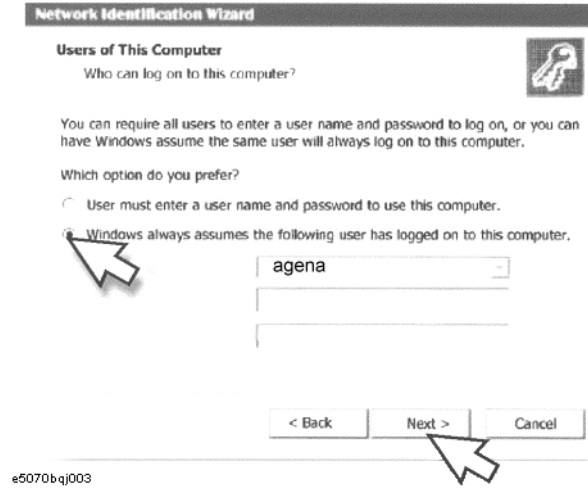 Network Identification Wizard
Users of This Computer
Who can log on to this computer?
You can require all users to enter a user name and password to log on, or you can
have Windows assume the same user will always log on to this computer.
Which option do you prefer?
User must enter a user name and password to use this computer.
Windows always assumes the following user has logged on to this computer.
agena
< Back Next > Cancel
e5070bqj003